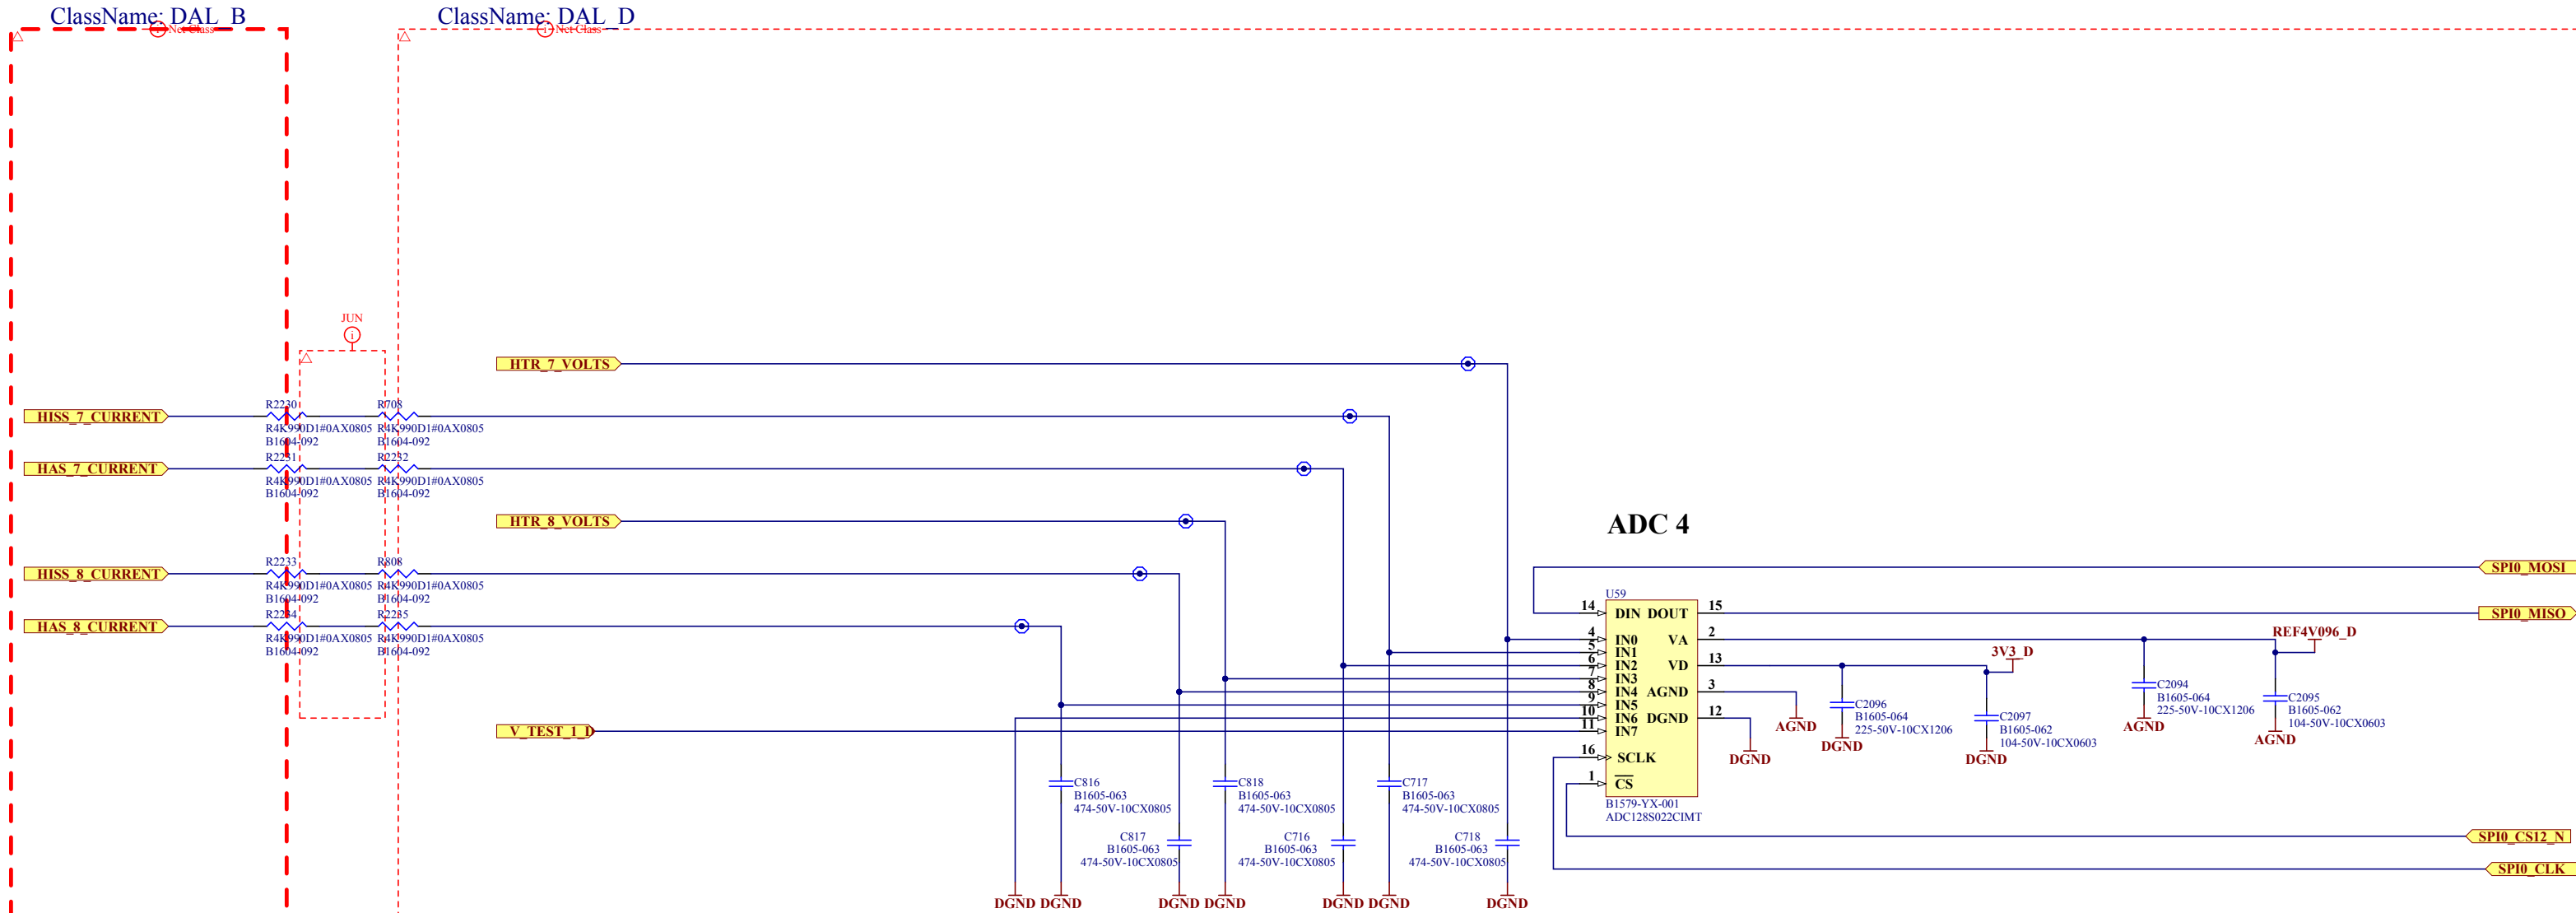 ClassName: DAL_B
ClassName: DAL_D
i Net Class
i Net Class
JUN
i
HTR_7_VOLTS
R2230
R708
HISS_7_CURRENT
R4K990D1#0AX0805
R4K990D1#0AX0805
B1604-092
B1604-092
R2231
R2232
HAS_7_CURRENT
R4K990D1#0AX0805
R4K990D1#0AX0805
B1604-092
B1604-092
HTR_8_VOLTS
ADC 4
R2233
R808
HISS_8_CURRENT
SPI0_MOSI
R4K990D1#0AX0805
R4K990D1#0AX0805
B1604-092
B1604-092
U59
R2234
R2235
HAS_8_CURRENT
R4K990D1#0AX0805
R4K990D1#0AX0805
B1604-092
B1604-092
14
DIN
DOUT
15
SPI0_MISO
4
IN0
VA
2
REF4V096_D
5
IN1
6
IN2
VD
13
3V3_D
7
IN3
8
IN4
AGND
3
9
IN5
10
IN6
DGND
12
V_TEST_1_D
11
IN7
16
SCLK
1
CS
B1579-YX-001
ADC128S022CIMT
AGND
DGND
C2096
B1605-064
225-50V-10CX1206
DGND
C2097
B1605-062
104-50V-10CX0603
DGND
C2094
B1605-064
225-50V-10CX1206
AGND
C2095
B1605-062
104-50V-10CX0603
AGND
C816
B1605-063
474-50V-10CX0805
C818
B1605-063
474-50V-10CX0805
C717
B1605-063
474-50V-10CX0805
C817
B1605-063
474-50V-10CX0805
C716
B1605-063
474-50V-10CX0805
C718
B1605-063
474-50V-10CX0805
SPI0_CS12_N
SPI0_CLK
DGND
DGND
DGND
DGND
DGND
DGND
DGND